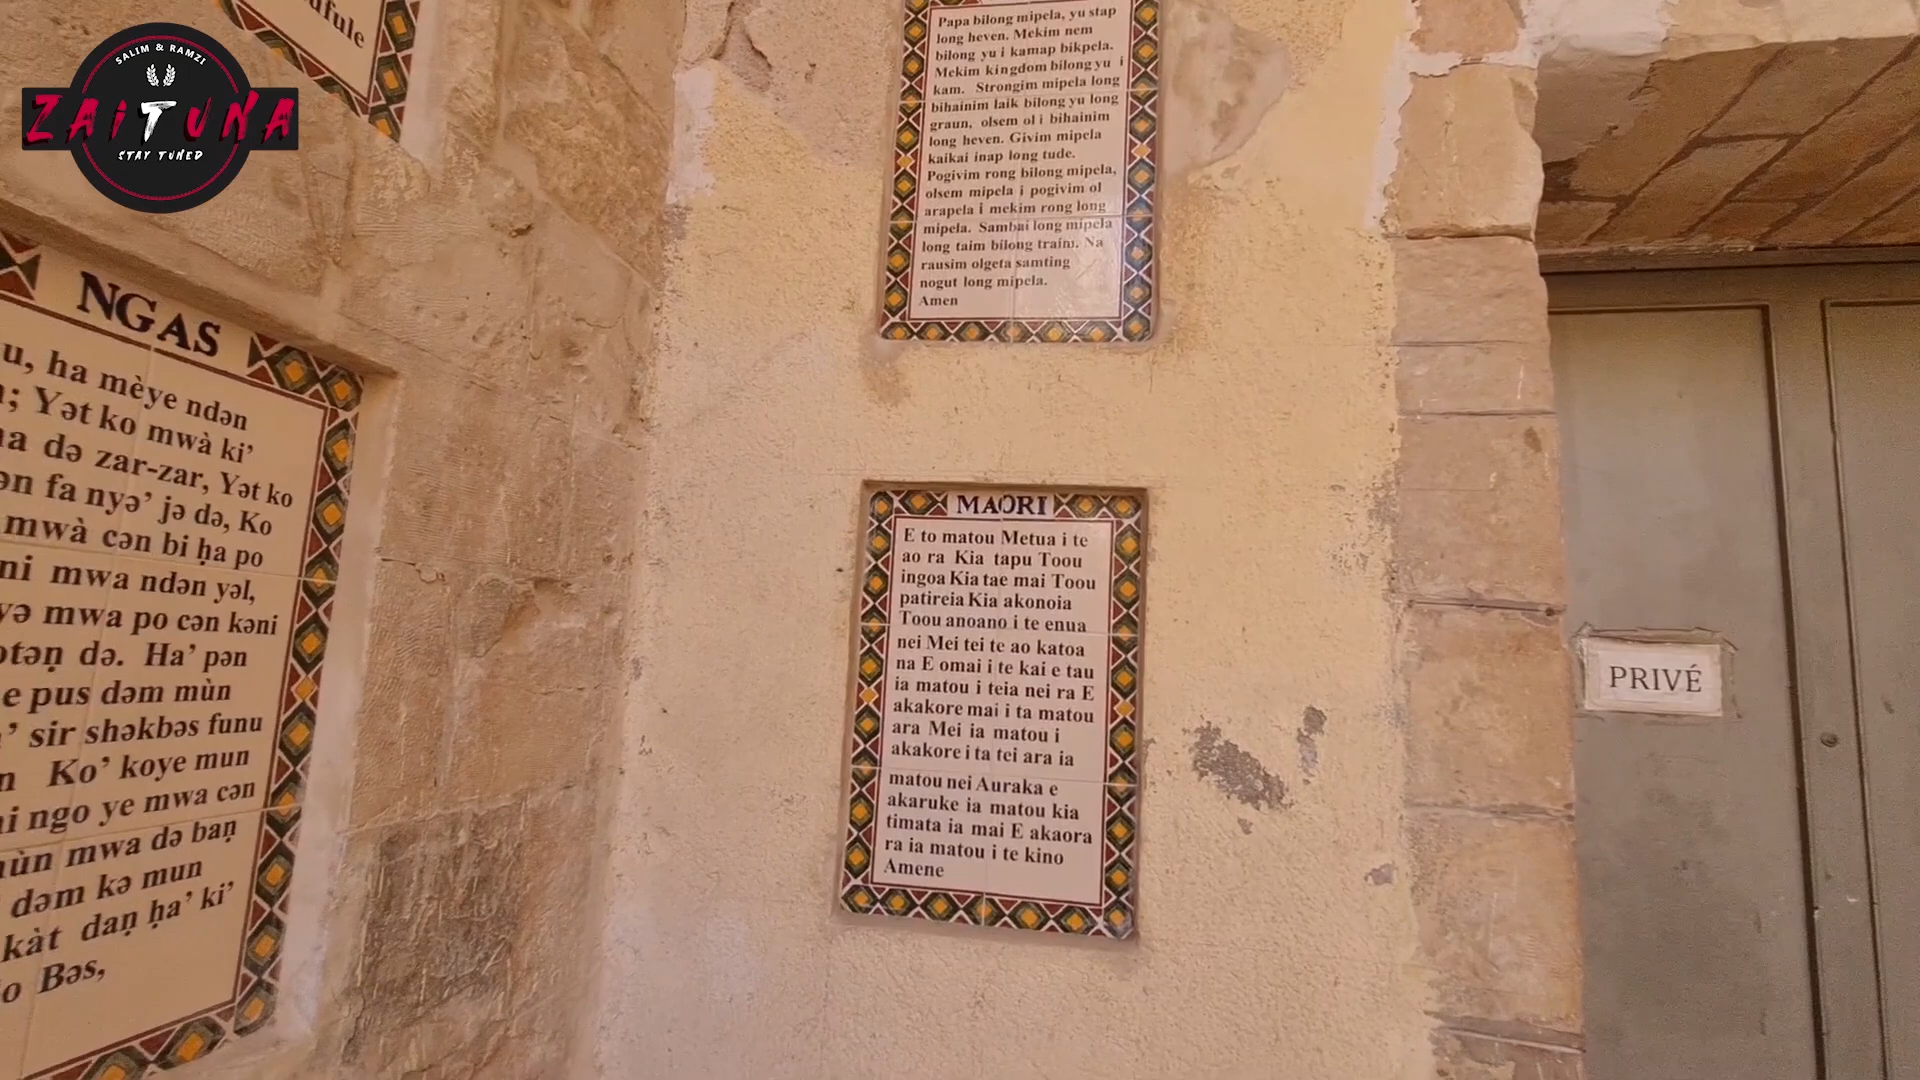 SALIM & RAMZI
ZAITUNA
STAY TUNED
NGAS
u, ha mèye ndən
; Yət ko mwà ki’
də zar-zar, Yət ko
ən fa nyə’ jə də, Ko
mwà cən bi ḥa po
ni mwa ndən yəl,
yə mwa po cən kəni
otəṇ də. Ha’ pən
e pus dəm mùn
’ sir shəkbəs funu
n Ko’ koye mun
i ngo ye mwa cən
ùn mwa də baṇ
dəm kə mun
kàt daṇ ḥa’ ki’
o Bəs,
Papa bilong mipela, yu stap
long heven. Mekim nem
bilong yu i kamap bikpela.
Mekim kingdom bilong yu i
kam. Strongim mipela long
bihainim laik bilong yu long
graun, olsem ol i bihainim
long heven. Givim mipela
kaikai inap long tude.
Pogivim rong bilong mipela,
olsem mipela i pogivim ol
arapela i mekim rong long
mipela. Sambai long mipela
long taim bilong traim. Na
rausim olgeta samting
nogut long mipela.
Amen
MAORI
E to matou Metua i te
ao ra Kia tapu Toou
ingoa Kia tae mai Toou
patireia Kia akonoia
Toou anoano i te enua
nei Mei tei te ao katoa
na E omai i te kai e tau
ia matou i teia nei ra E
akakore mai i ta matou
ara Mei ia matou i
akakore i ta tei ara ia
matou nei Auraka e
akaruke ia matou kia
timata ia mai E akaora
ra ia matou i te kino
Amene
PRIVÉ